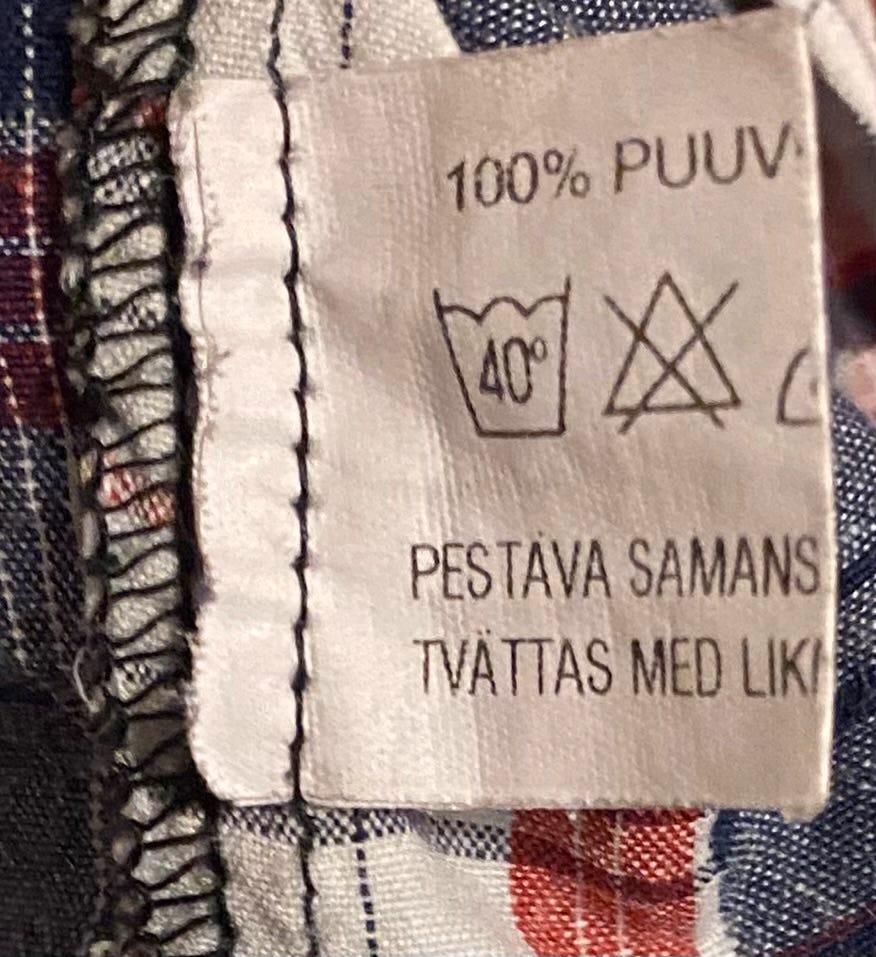 100% PUUV
40°
PESTÄVA SAMANS
TVÄTTAS MED LIK